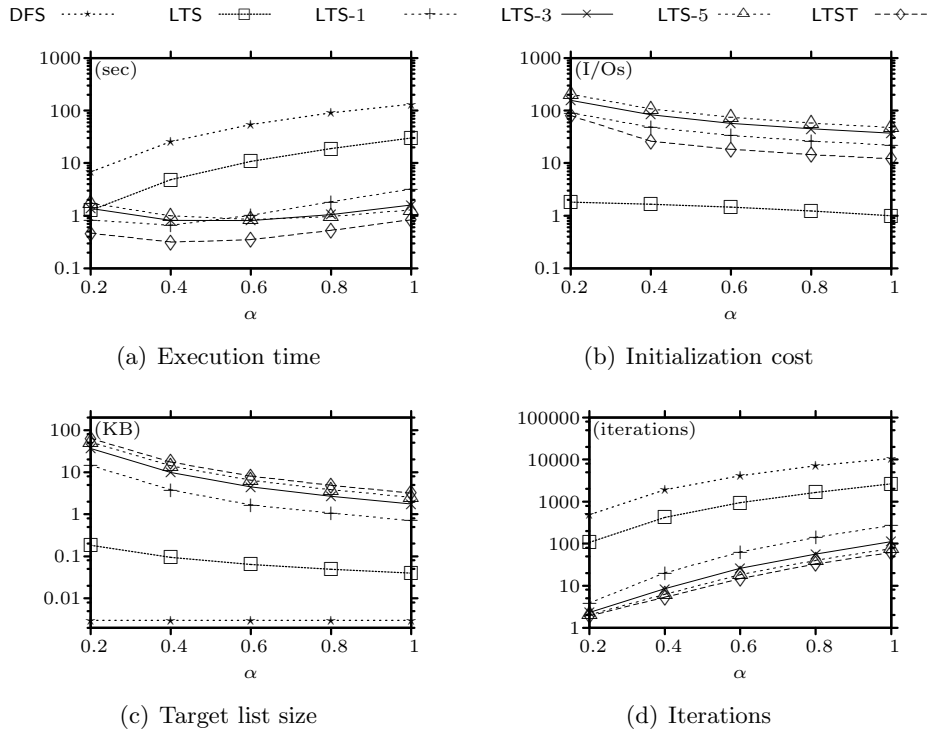 DFS LTS LTS-1 LTS-3 LTS-5 LTST
1000 (sec)
100
10
1
0.1
0.2 0.4 0.6 0.8 1
α
(a) Execution time
1000 (I/Os)
100
10
1
0.1
0.2 0.4 0.6 0.8 1
α
(b) Initialization cost
100 (KB)
10
1
0.1
0.01
0.2 0.4 0.6 0.8 1
α
(c) Target list size
100000 (iterations)
10000
1000
100
10
1
0.2 0.4 0.6 0.8 1
α
(d) Iterations